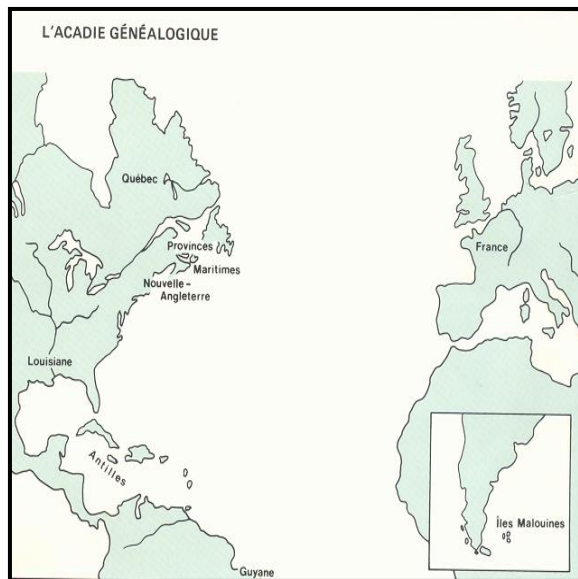 L'ACADIE GÉNÉALOGIQUE
Québec
Provinces
Maritimes
Nouvelle-
Angleterre
France
Louisiane
Antilles
Îles Malouines
Guyane